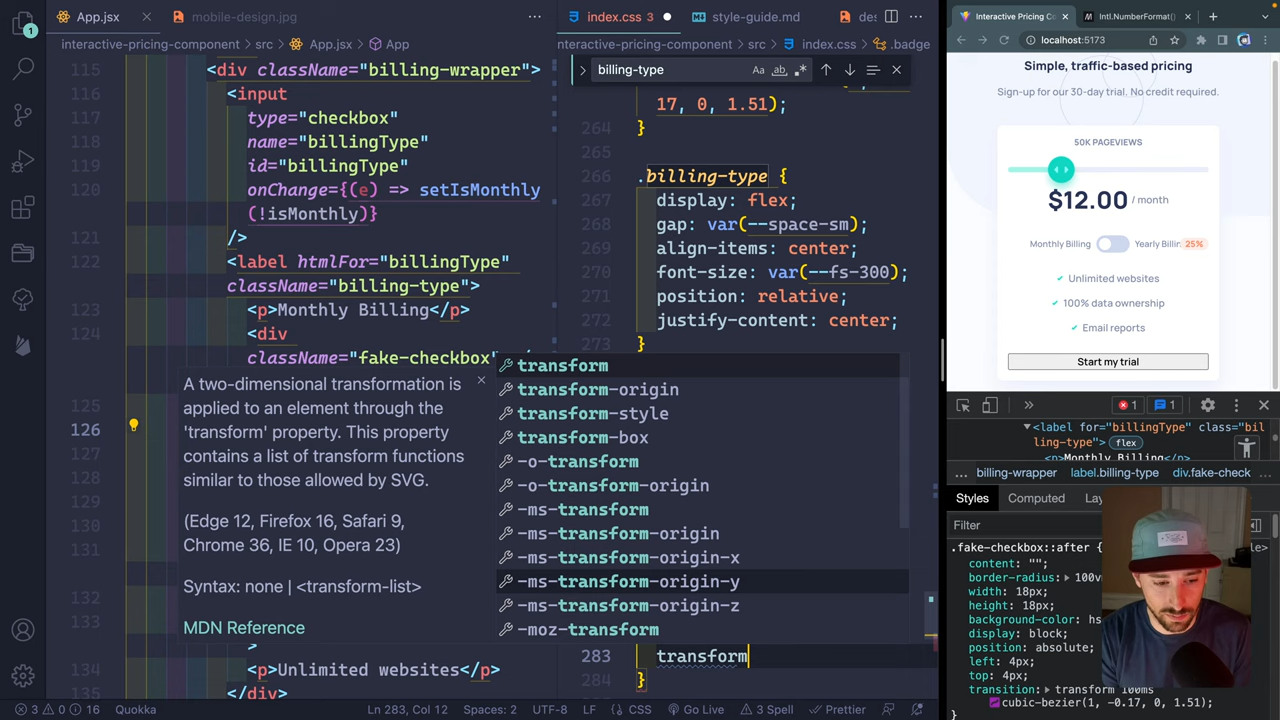 App.jsx
mobile-design.jpg
interactive-pricing-component > src > App.jsx > App
115 <div className="billing-wrapper">
116 <input
117 type="checkbox"
118 name="billingType"
119 id="billingType"
120 onChange={(e) => setIsMonthly
(!isMonthly)}
121 />
122 <label htmlFor="billingType"
className="billing-type">
123 <p>Monthly Billing</p>
124 <div
className="fake-checkbox"
125
126
127
128
129
130
131
132
133
134 <p>Unlimited websites</p>
135 </div>
A two-dimensional transformation is
applied to an element through the
'transform' property. This property
contains a list of transform functions
similar to those allowed by SVG.
(Edge 12, Firefox 16, Safari 9,
Chrome 36, IE 10, Opera 23)
Syntax: none | <transform-list>
MDN Reference
index.css 3
style-guide.md
des
interactive-pricing-component > src > index.css > .badge
billing-type
17, 0, 1.51);
264 }
265
266 .billing-type {
267 display: flex;
268 gap: var(--space-sm);
269 align-items: center;
270 font-size: var(--fs-300);
271 position: relative;
272 justify-content: center;
273 }
transform
transform-origin
transform-style
transform-box
-o-transform
-o-transform-origin
-ms-transform
-ms-transform-origin
-ms-transform-origin-x
-ms-transform-origin-y
-ms-transform-origin-z
-moz-transform
283 transform
284 }
3 0 16 Quokka
Ln 283, Col 12 Spaces: 2 UTF-8 LF CSS Go Live 3 Spell Prettier
1
Interactive Pricing Co
Intl.NumberFormat()
localhost:5173
Simple, traffic-based pricing
Sign-up for our 30-day trial. No credit required.
50K PAGEVIEWS
$12.00 / month
Monthly Billing
Yearly Billin
25%
Unlimited websites
100% data ownership
Email reports
Start my trial
1 1
<label for="billingType" class="bil
ling-type"> flex
<p>Monthly Billing</p>
... billing-wrapper label.billing-type div.fake-check
Styles Computed Lay
Filter
.fake-checkbox::after {
content: "";
border-radius: 100v
width: 18px;
height: 18px;
background-color: hs
display: block;
position: absolute;
left: 4px;
top: 4px;
transition: transform 100ms
cubic-bezier(1, -0.17, 0, 1.51);
}